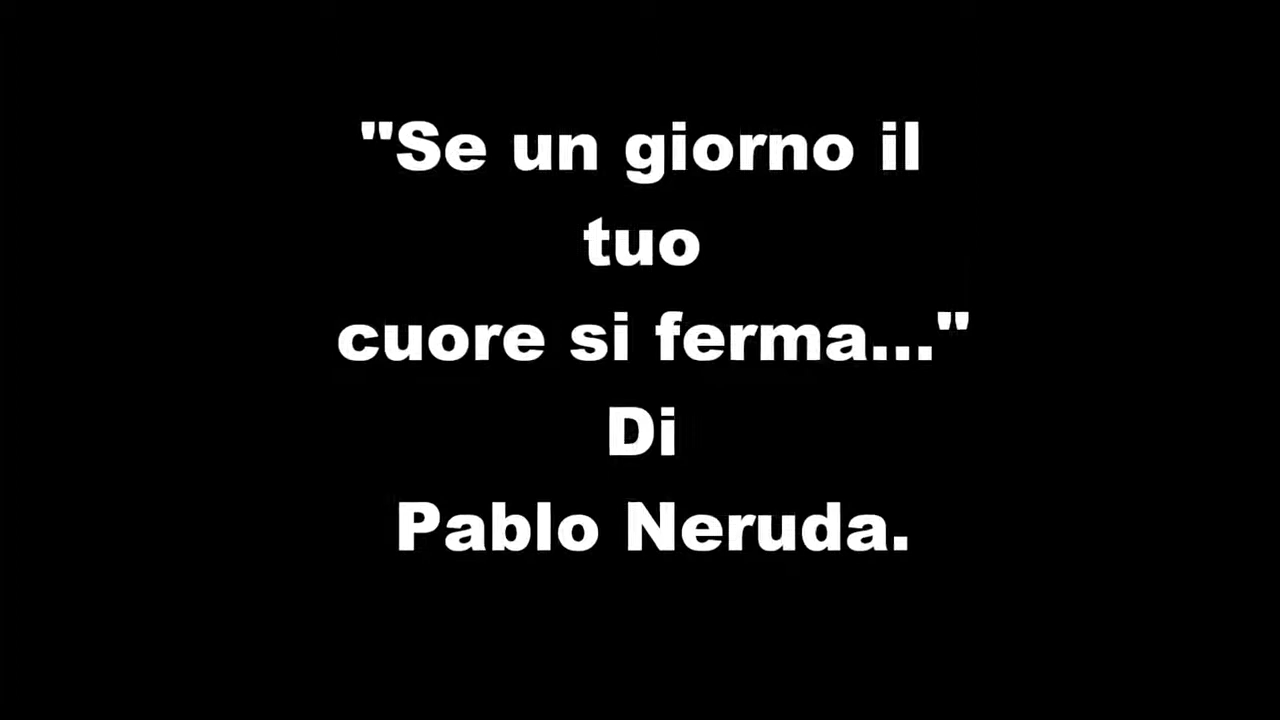 "Se un giorno il
tuo
cuore si ferma..."
Di
Pablo Neruda.